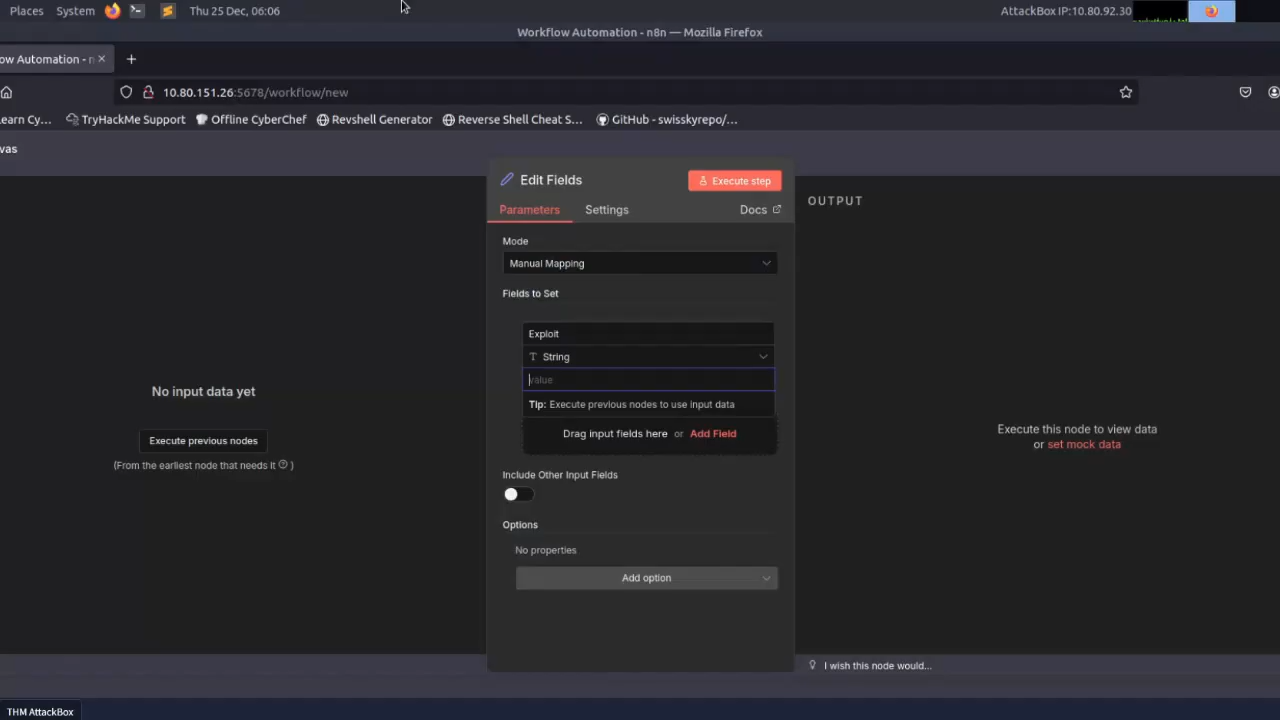 Places System Thu 25 Dec, 06:06 AttackBox IP:10.80.92.30
Workflow Automation - n8n — Mozilla Firefox
ow Automation - n
10.80.151.26:5678/workflow/new
earn Cy... TryHackMe Support Offline CyberChef Revshell Generator Reverse Shell Cheat S... GitHub - swisskyrepo/...
vas
Edit Fields Execute step
Parameters Settings Docs
OUTPUT
Mode
Manual Mapping
Fields to Set
Exploit
T String
value
Tip: Execute previous nodes to use input data
Drag input fields here or Add Field
No input data yet
Execute previous nodes
(From the earliest node that needs it ? )
Execute this node to view data
or set mock data
Include Other Input Fields
Options
No properties
Add option
I wish this node would...
THM AttackBox